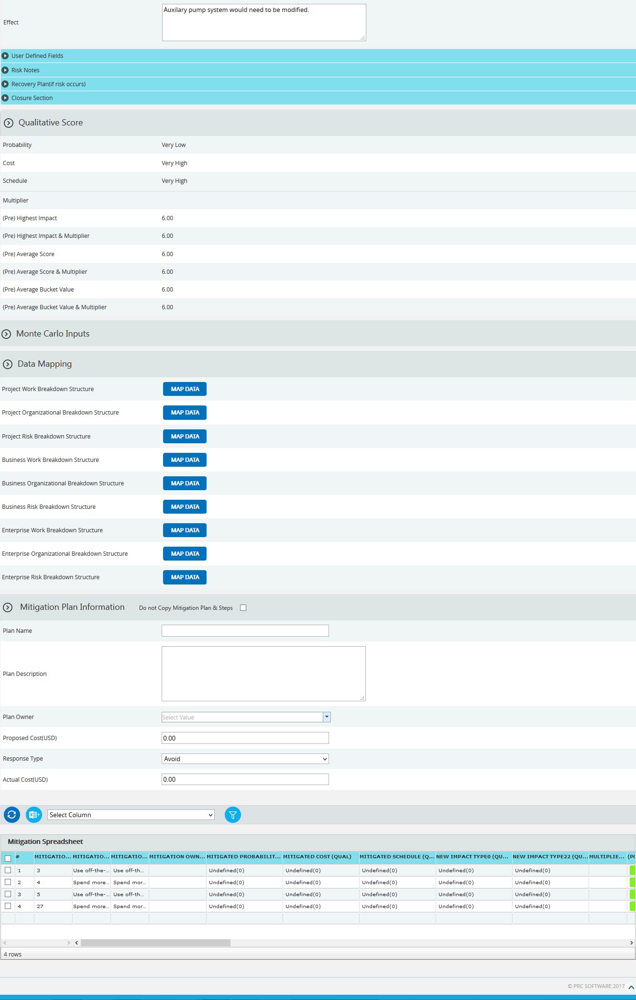 Auxilary pump system would need to be modified.
Effect
User Defined Fields
Risk Notes
Recovery Plan(if risk occurs)
Closure Section
Qualitative Score
Probability Very Low
Cost Very High
Schedule Very High
Multiplier
(Pre) Highest Impact 6.00
(Pre) Highest Impact & Multiplier 6.00
(Pre) Average Score 6.00
(Pre) Average Score & Multiplier 6.00
(Pre) Average Bucket Value 6.00
(Pre) Average Bucket Value & Multiplier 6.00
Monte Carlo Inputs
Data Mapping
Project Work Breakdown Structure MAP DATA
Project Organizational Breakdown Structure MAP DATA
Project Risk Breakdown Structure MAP DATA
Business Work Breakdown Structure MAP DATA
Business Organizational Breakdown Structure MAP DATA
Business Risk Breakdown Structure MAP DATA
Enterprise Work Breakdown Structure MAP DATA
Enterprise Organizational Breakdown Structure MAP DATA
Enterprise Risk Breakdown Structure MAP DATA
Mitigation Plan Information Do not Copy Mitigation Plan & Steps
Plan Name
Plan Description
Plan Owner Select Value
Proposed Cost(USD) 0.00
Response Type Avoid
Actual Cost(USD) 0.00
Select Column
Mitigation Spreadsheet
# MITIGATIO... MITIGATIO... MITIGATIO... MITIGATION OWN... MITIGATED PROBABILIT... MITIGATED COST (QUAL) MITIGATED SCHEDULE (Q... NEW IMPACT TYPE0 (QU... NEW IMPACT TYPE22 (QU... MULTIPLIE... (PO
1 3 Use off-the-... Use off-th... Undefined(0) Undefined(0) Undefined(0) Undefined(0) Undefined(0)
2 4 Spend more... Spend mor... Undefined(0) Undefined(0) Undefined(0) Undefined(0) Undefined(0)
3 5 Use off-the-... Use off-th... Undefined(0) Undefined(0) Undefined(0) Undefined(0) Undefined(0)
4 27 Spend more... Spend mor... Undefined(0) Undefined(0) Undefined(0) Undefined(0) Undefined(0)
4 rows
© PRC SOFTWARE 2017